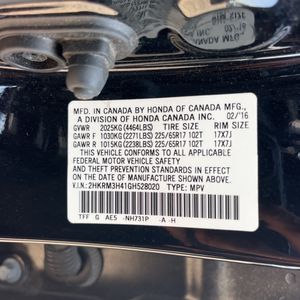 MFD. IN CANADA BY HONDA OF CANADA MFG.,
A DIVISION OF HONDA CANADA INC. 02/'16
GVWR 2025KG (4464LBS) TIRE SIZE RIM SIZE
GAWR F 1030KG (2271LBS) 225/65R17 102T 17X7J
GAWR R 1015KG (2238LBS) 225/65R17 102T 17X7J
THIS VEHICLE CONFORMS TO ALL APPLICABLE
FEDERAL MOTOR VEHICLE SAFETY AND THEFT
PREVENTION STANDARDS IN EFFECT ON THE
DATE OF MANUFACTURE SHOWN ABOVE.
V.I.N.: 2HKRM3H41GH528020 TYPE: MPV
TFF G AE5 -NH731P -A -H